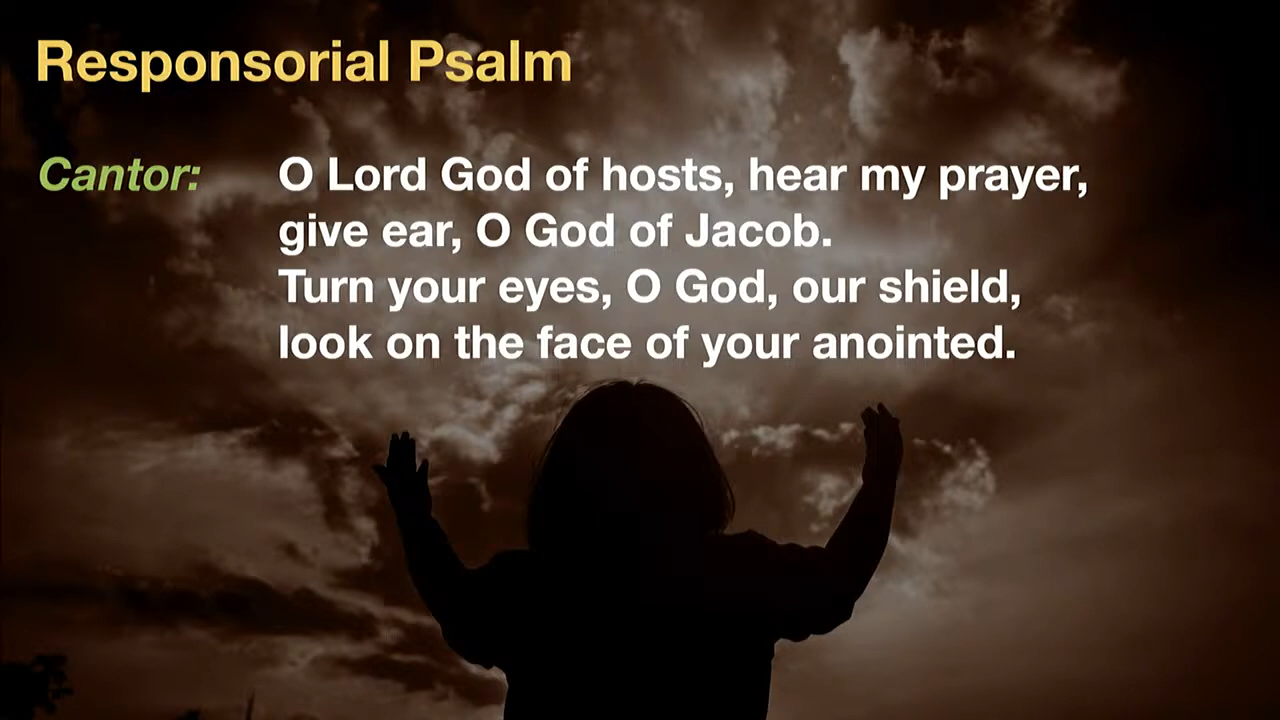 Responsorial Psalm
Cantor: O Lord God of hosts, hear my prayer,
give ear, O God of Jacob.
Turn your eyes, O God, our shield,
look on the face of your anointed.